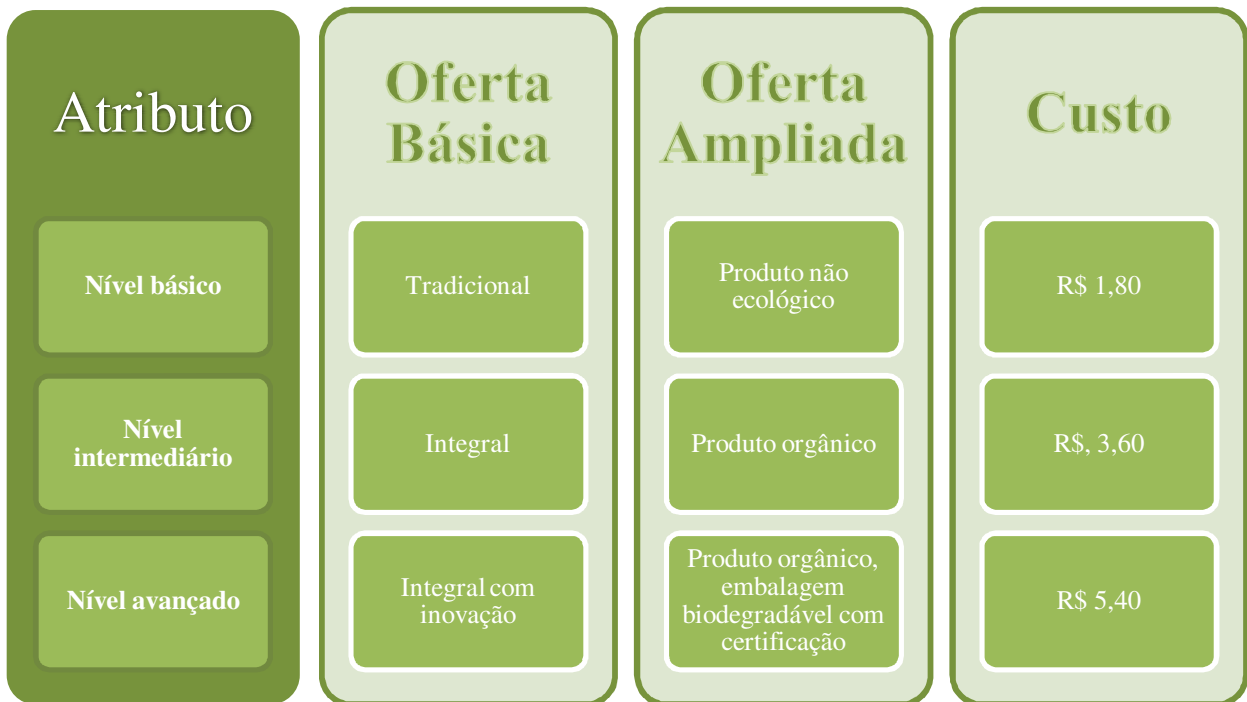 Atributo
Oferta
Básica
Oferta
Ampliada
Custo
Nível básico
Tradicional
Produto não
ecológico
R$ 1,80
Nível
intermediário
Integral
Produto orgânico
R$, 3,60
Nível avançado
Integral com
inovação
Produto orgânico,
embalagem
biodegradável com
certificação
R$ 5,40